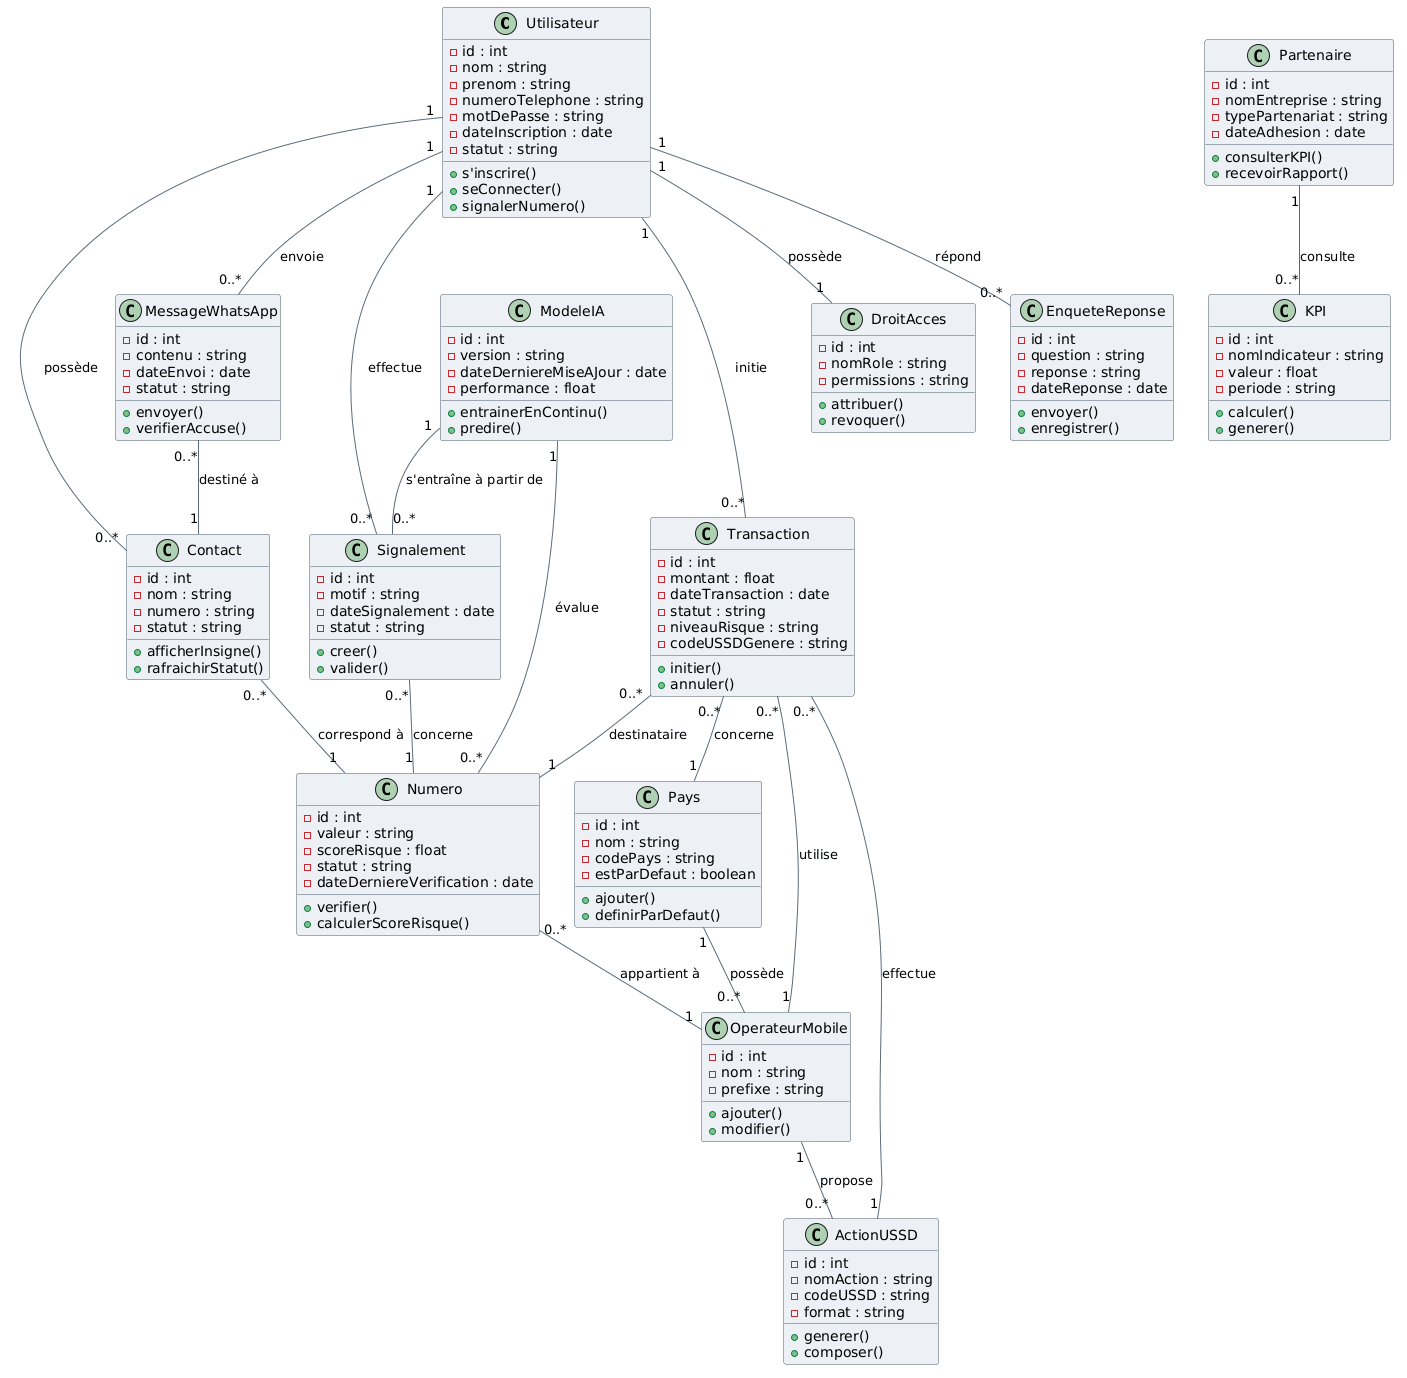 C Utilisateur
id : int
nom : string
prenom : string
numeroTelephone : string
motDePasse : string
dateInscription : date
statut : string
s'inscrire()
seConnecter()
signalerNumero()
C Partenaire
id : int
nomEntreprise : string
typePartenariat : string
dateAdhesion : date
consulterKPI()
recevoirRapport()
1
1
1
1
1
1
1
possède
envoie
0..*
effectue
initie
possède
1
répond
0..*
consulte
0..*
C MessageWhatsApp
id : int
contenu : string
dateEnvoi : date
statut : string
envoyer()
verifierAccuse()
C ModeleIA
id : int
version : string
dateDerniereMiseAJour : date
performance : float
entrainerEnContinu()
predire()
C DroitAcces
id : int
nomRole : string
permissions : string
attribuer()
revoquer()
C EnqueteReponse
id : int
question : string
reponse : string
dateReponse : date
envoyer()
enregistrer()
C KPI
id : int
nomIndicateur : string
valeur : float
periode : string
calculer()
generer()
0..*
destiné à
1
0..*
1
s'entraîne à partir de
0..*
0..*
1
évalue
0..*
0..*
C Contact
id : int
nom : string
numero : string
statut : string
afficherInsigne()
rafraichirStatut()
C Signalement
id : int
motif : string
dateSignalement : date
statut : string
creer()
valider()
C Transaction
id : int
montant : float
dateTransaction : date
statut : string
niveauRisque : string
codeUSSDGenere : string
initier()
annuler()
0..*
correspond à
1
0..*
concerne
1
0..*
destinataire
1
0..*
concerne
1
0..*
utilise
1
0..*
effectue
1
C Numero
id : int
valeur : string
scoreRisque : float
statut : string
dateDerniereVerification : date
verifier()
calculerScoreRisque()
C Pays
id : int
nom : string
codePays : string
estParDefaut : boolean
ajouter()
definirParDefaut()
0..*
appartient à
1
1
possède
0..*
C OperateurMobile
id : int
nom : string
prefixe : string
ajouter()
modifier()
1
propose
0..*
C ActionUSSD
id : int
nomAction : string
codeUSSD : string
format : string
generer()
composer()